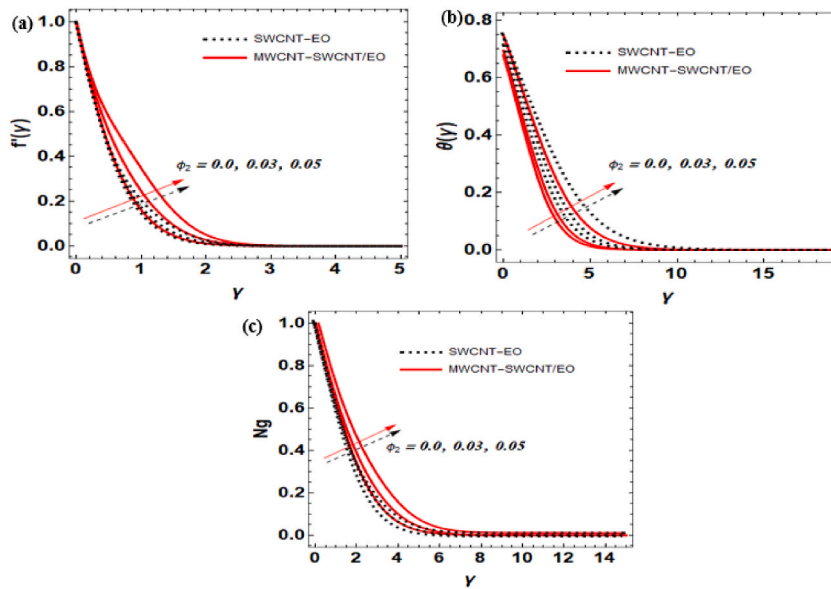 (a)
1.0
0.8
0.6
0.4
0.2
0.0
f'(γ)
SWCNT-EO
MWCNT-SWCNT/EO
ϕ2 = 0.0, 0.03, 0.05
0 1 2 3 4 5
γ
(b)
0.8
0.6
0.4
0.2
0.0
θ(γ)
SWCNT-EO
MWCNT-SWCNT/EO
ϕ2 = 0.0, 0.03, 0.05
0 5 10 15
γ
(c)
1.0
0.8
0.6
0.4
0.2
0.0
Ng
SWCNT-EO
MWCNT-SWCNT/EO
ϕ2 = 0.0, 0.03, 0.05
0 2 4 6 8 10 12 14
γ